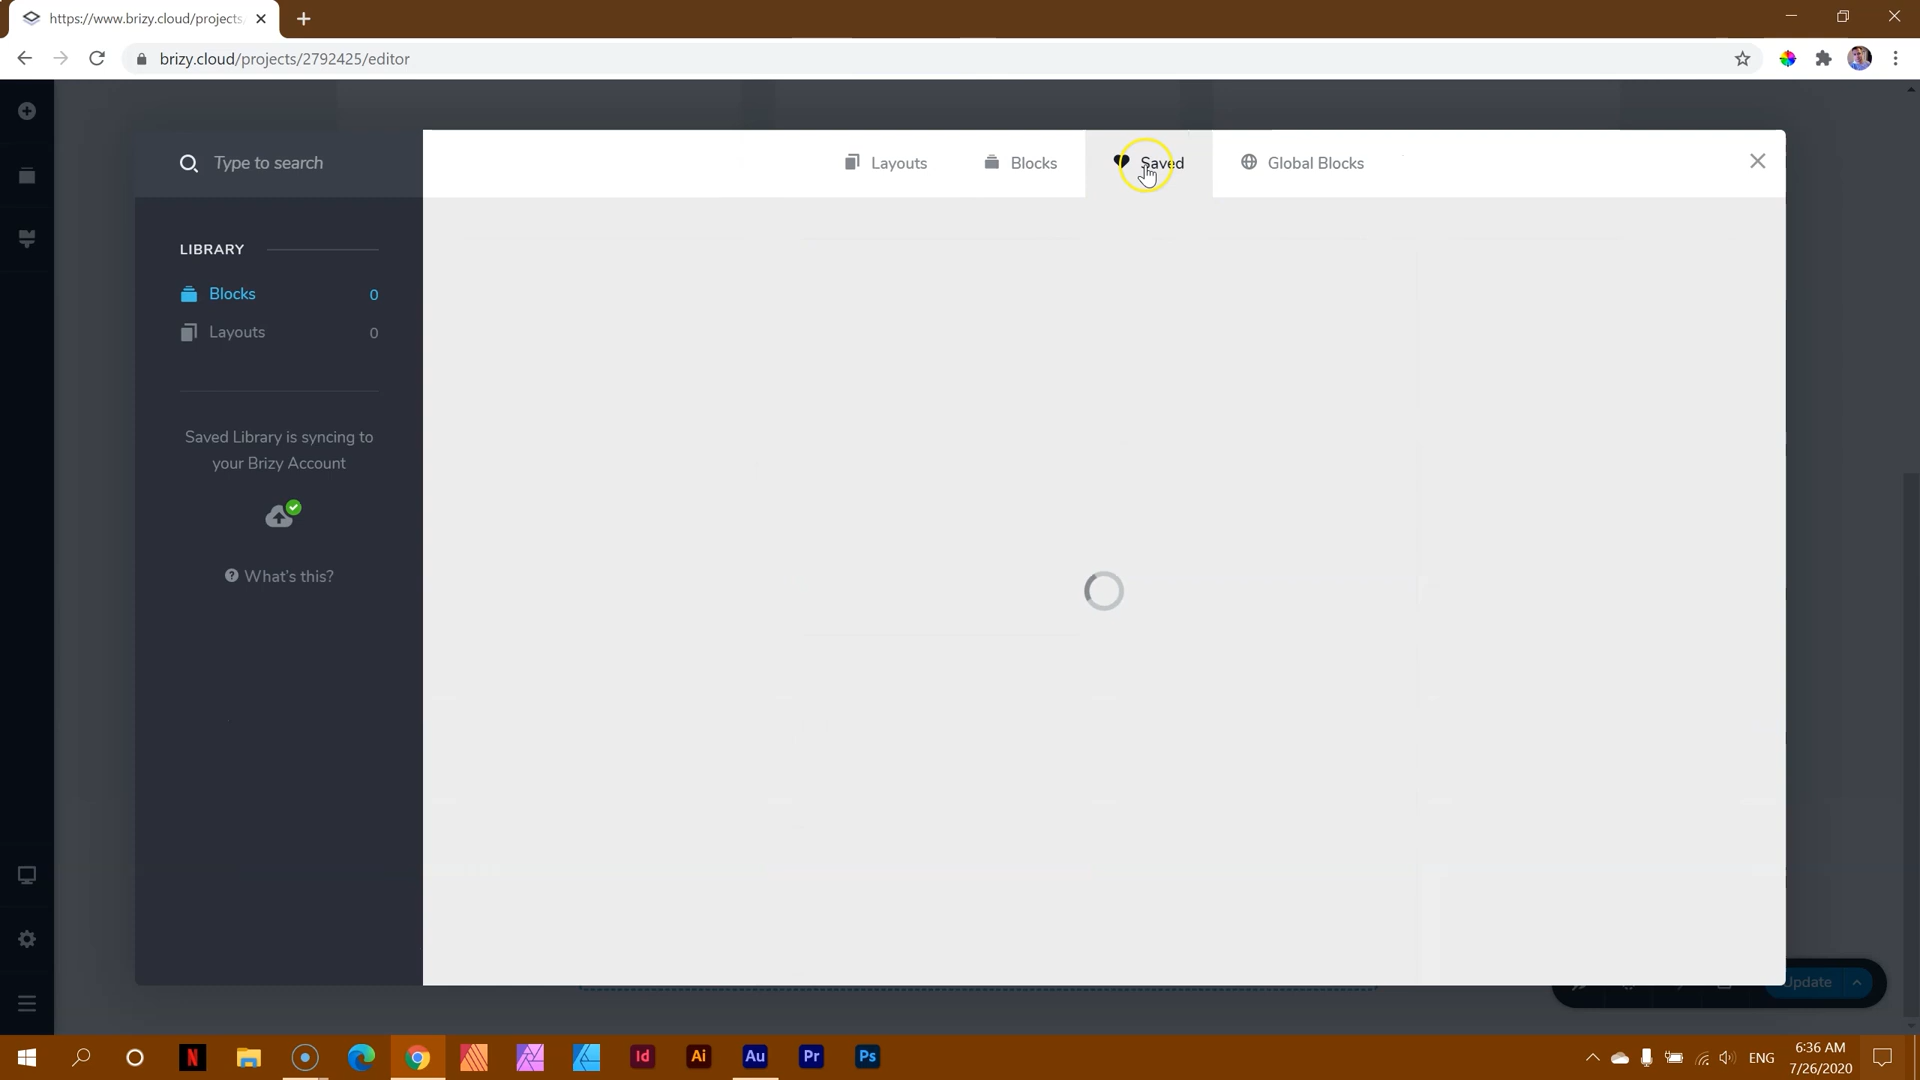 https://www.brizy.cloud/projects
brizy.cloud/projects/2792425/editor
Type to search
Layouts
Blocks
Saved
Global Blocks
LIBRARY
Blocks 0
Layouts 0
Saved Library is syncing to
your Brizy Account
What's this?
Update
N
Id
Ai
Au
Pr
Ps
ENG
6:36 AM
7/26/2020